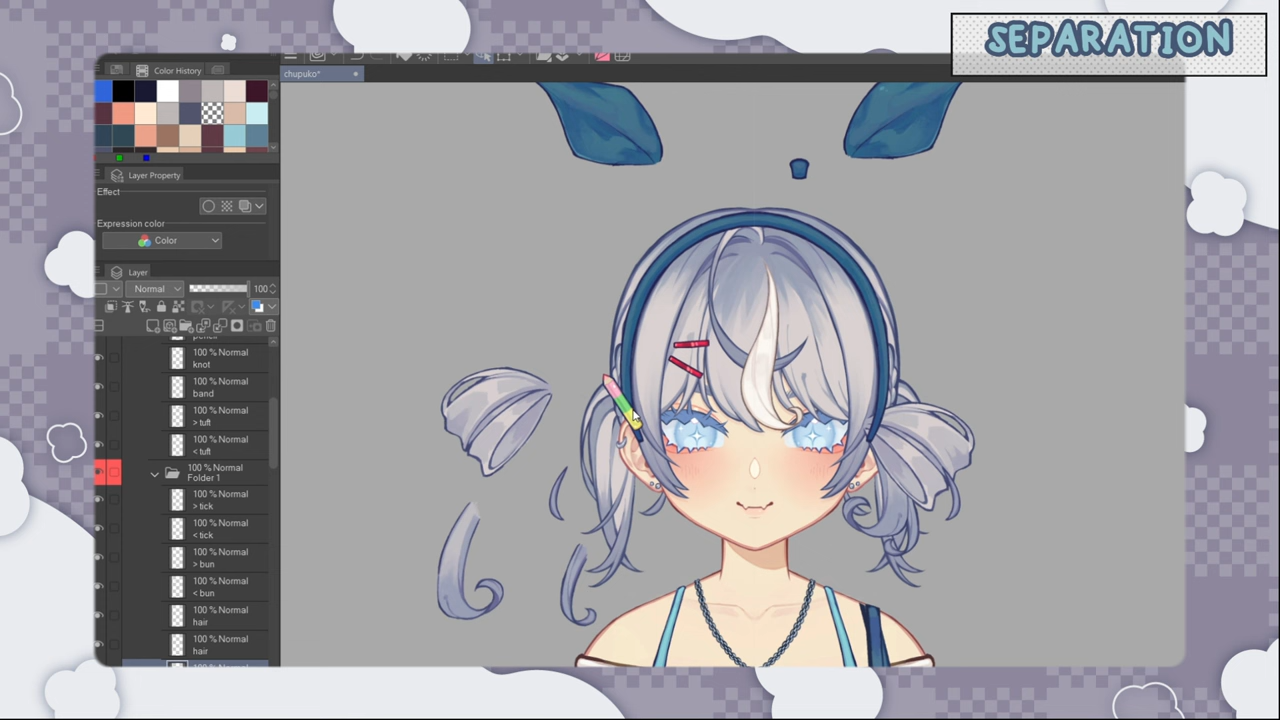 SEPARATION
Color History
chupuko*
Layer Property
Effect
Expression color
Color
Layer
Normal
100
pencil
100 % Normal
knot
100 % Normal
band
100 % Normal
> tuft
100 % Normal
< tuft
100 % Normal
Folder 1
100 % Normal
> tick
100 % Normal
< tick
100 % Normal
> bun
100 % Normal
< bun
100 % Normal
hair
100 % Normal
hair